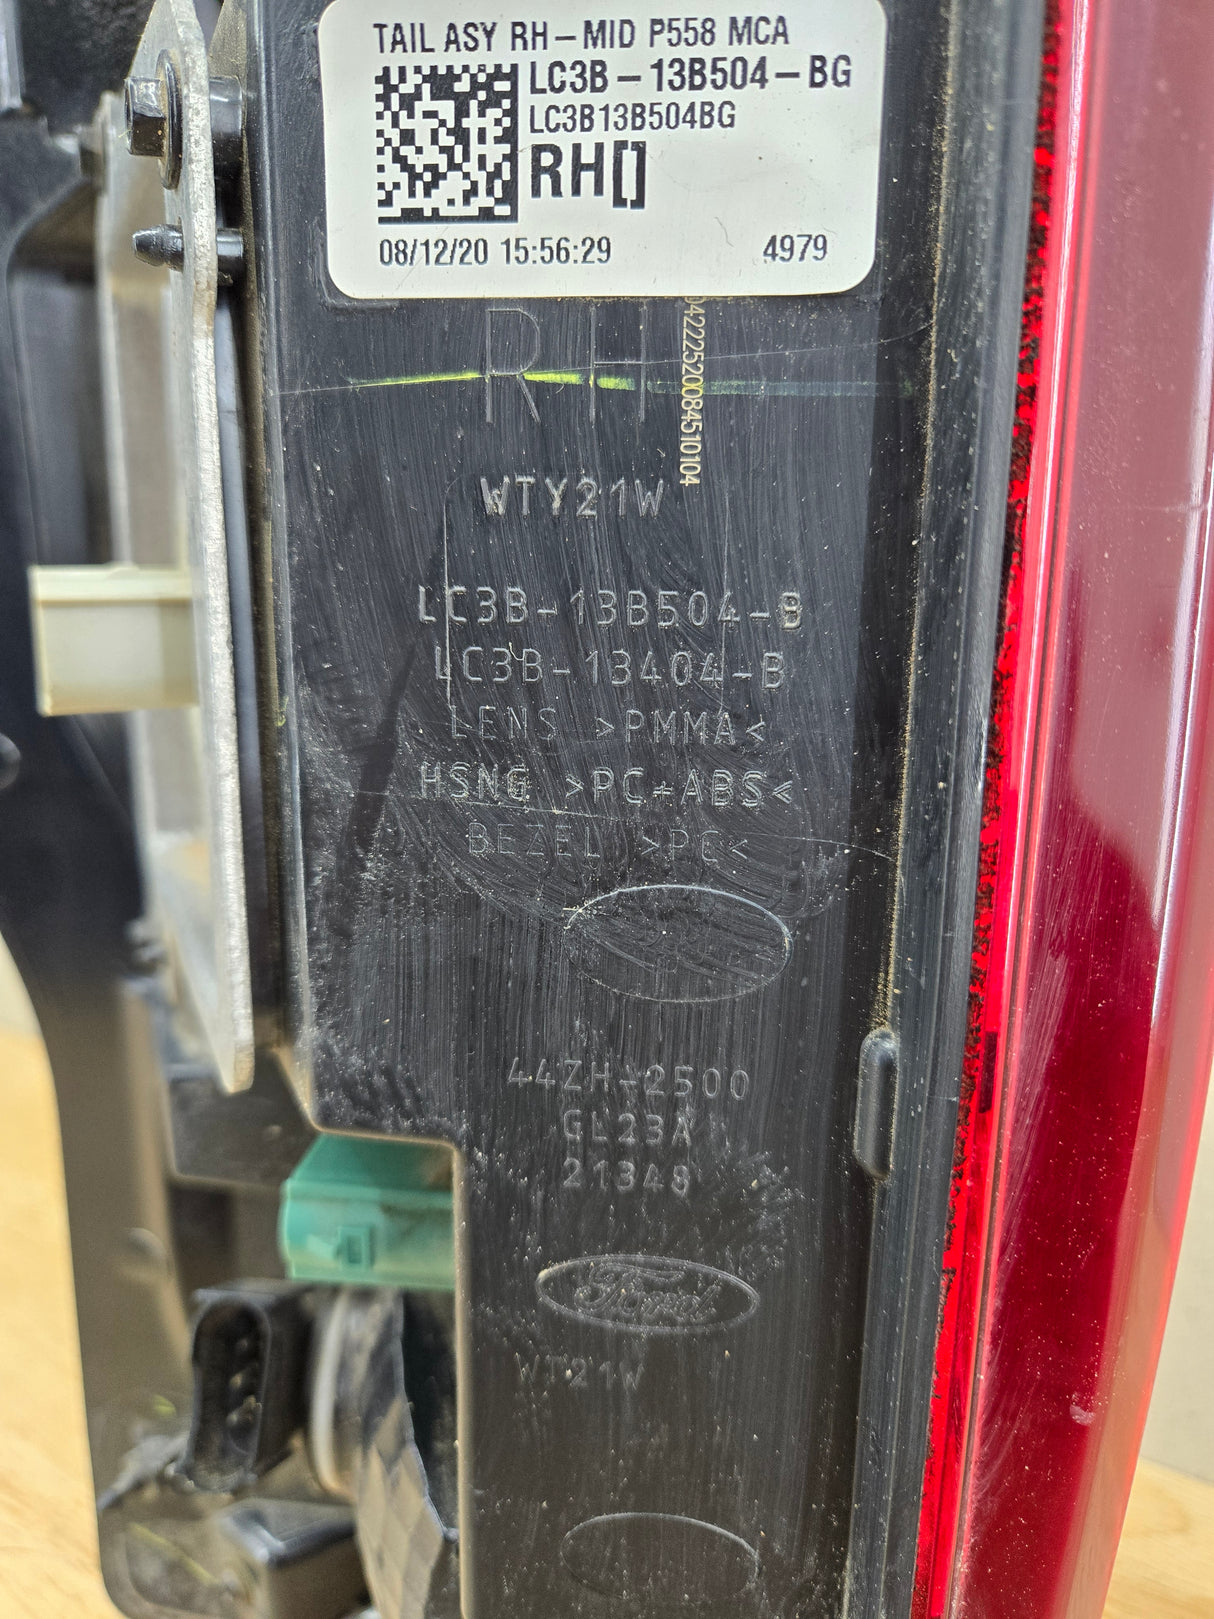 TAIL ASY RH-MID P558 MCA
LC3B-13B504-BG
LC3B13B504BG
RH[]
08/12/20 15:56:29 4979
RH
04222520084510104
WTY21W
LC3B-13B504-B
LC3B-13404-B
LENS >PMMA<
HSNG >PC+ABS<
BEZEL >PC<
44ZH-2500
GL23A
21348
Ford
WT21W